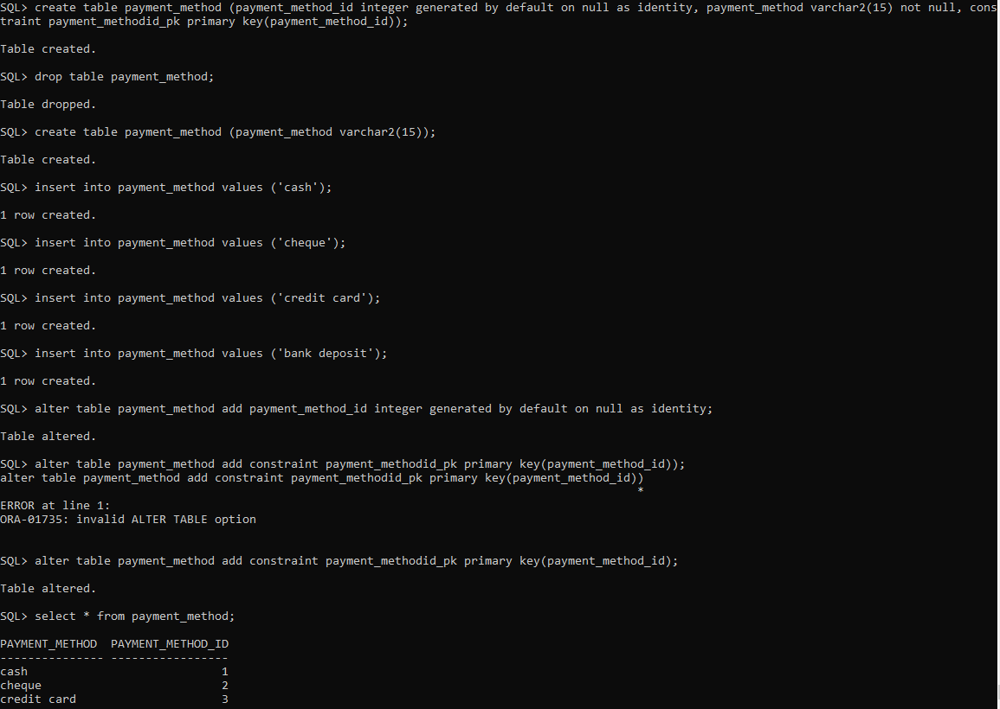 SQL> create table payment_method (payment_method_id integer generated by default on null as identity, payment_method varchar2(15) not null, cons
traint payment_methodid_pk primary key(payment_method_id));
Table created.
SQL> drop table payment_method;
Table dropped.
SQL> create table payment_method (payment_method varchar2(15));
Table created.
SQL> insert into payment_method values ('cash');
1 row created.
SQL> insert into payment_method values ('cheque');
1 row created.
SQL> insert into payment_method values ('credit card');
1 row created.
SQL> insert into payment_method values ('bank deposit');
1 row created.
SQL> alter table payment_method add payment_method_id integer generated by default on null as identity;
Table altered.
SQL> alter table payment_method add constraint payment_methodid_pk primary key(payment_method_id));
alter table payment_method add constraint payment_methodid_pk primary key(payment_method_id))
*
ERROR at line 1:
ORA-01735: invalid ALTER TABLE option
SQL> alter table payment_method add constraint payment_methodid_pk primary key(payment_method_id);
Table altered.
SQL> select * from payment_method;
PAYMENT_METHOD  PAYMENT_METHOD_ID
--------------- -----------------
cash                            1
cheque                          2
credit card                     3